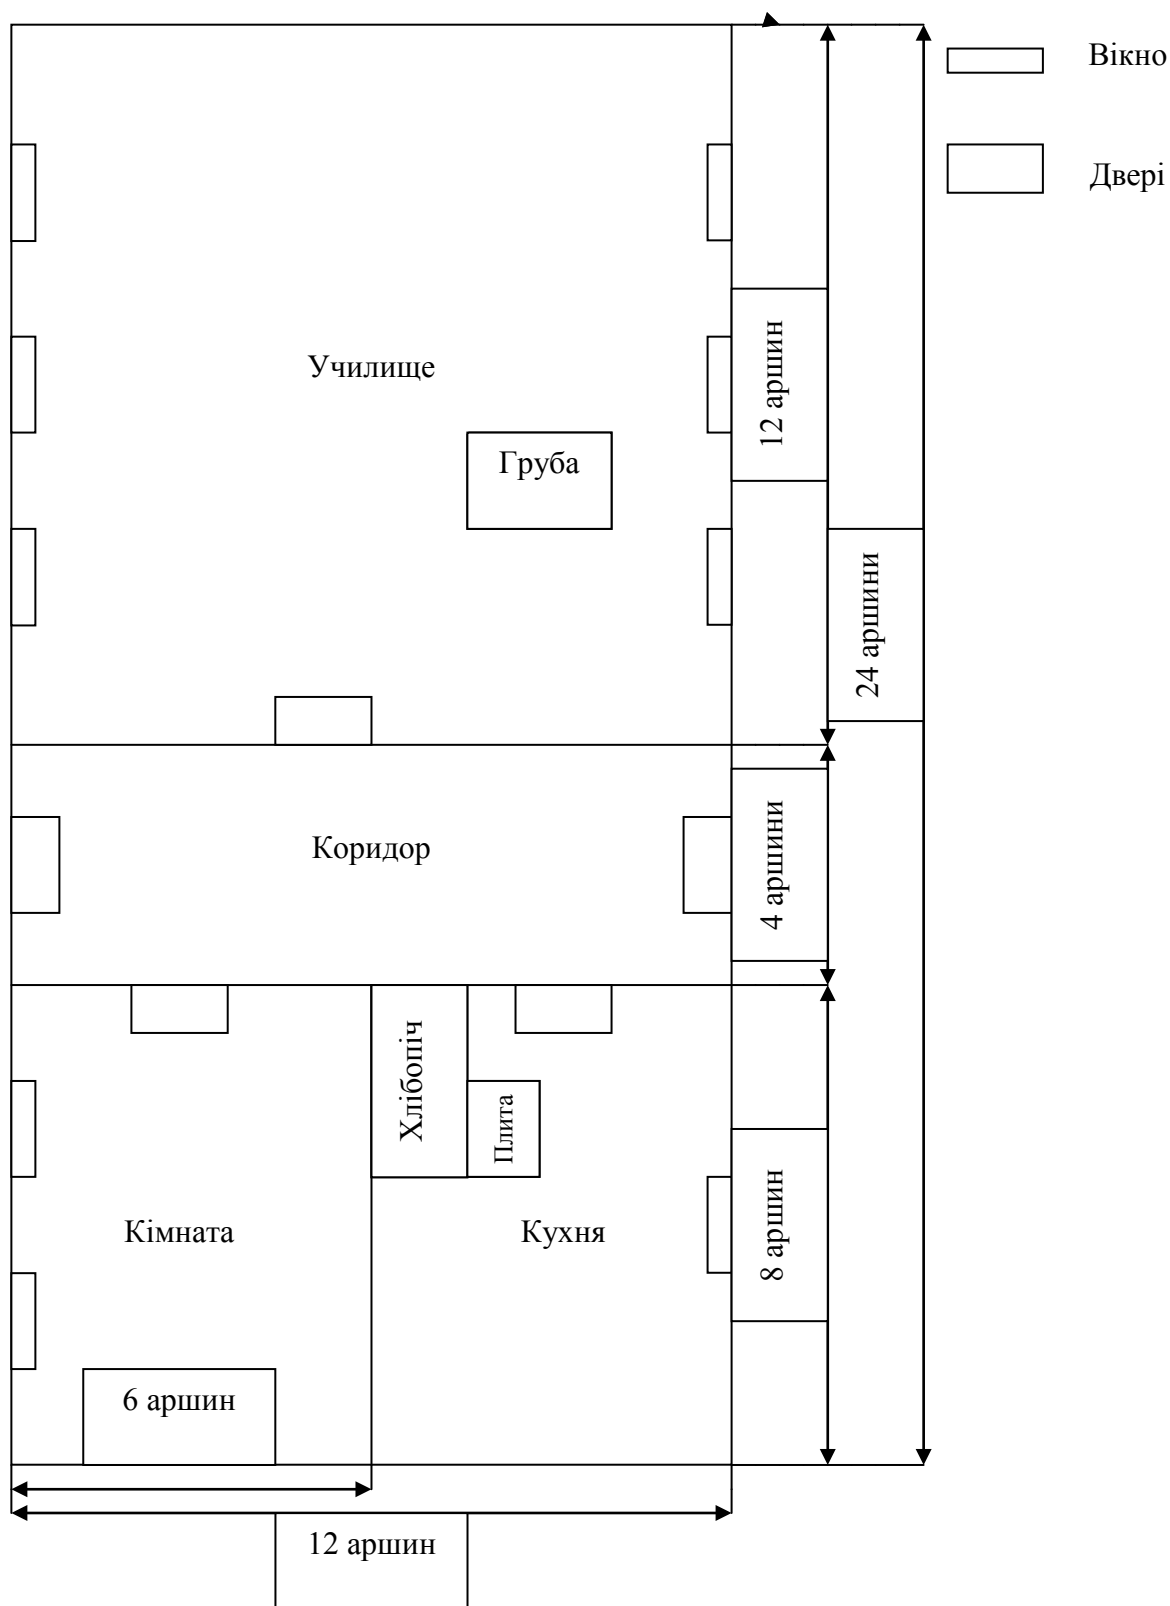 Вікно
Двері
Училище
12 аршин
Груба
24 аршини
Коридор
4 аршини
Хлібопіч
Плита
Кімната
Кухня
8 аршин
6 аршин
12 аршин